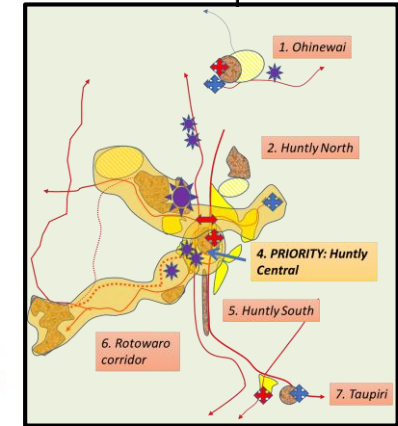 1. Ohinewai
2. Huntly North
4. PRIORITY: Huntly
Central
5. Huntly South
6. Rotowaro
corridor
7. Taupiri